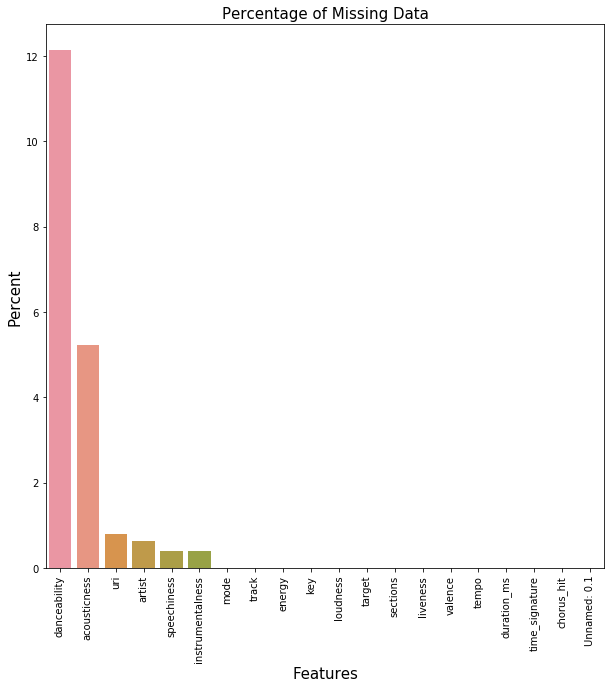 Percentage of Missing Data
Percent
12
10
8
6
4
2
0
danceability
acousticness
uri
artist
speechiness
instrumentalness
mode
track
energy
key
loudness
target
sections
liveness
valence
tempo
duration_ms
time_signature
chorus_hit
Unnamed: 0.1
Features